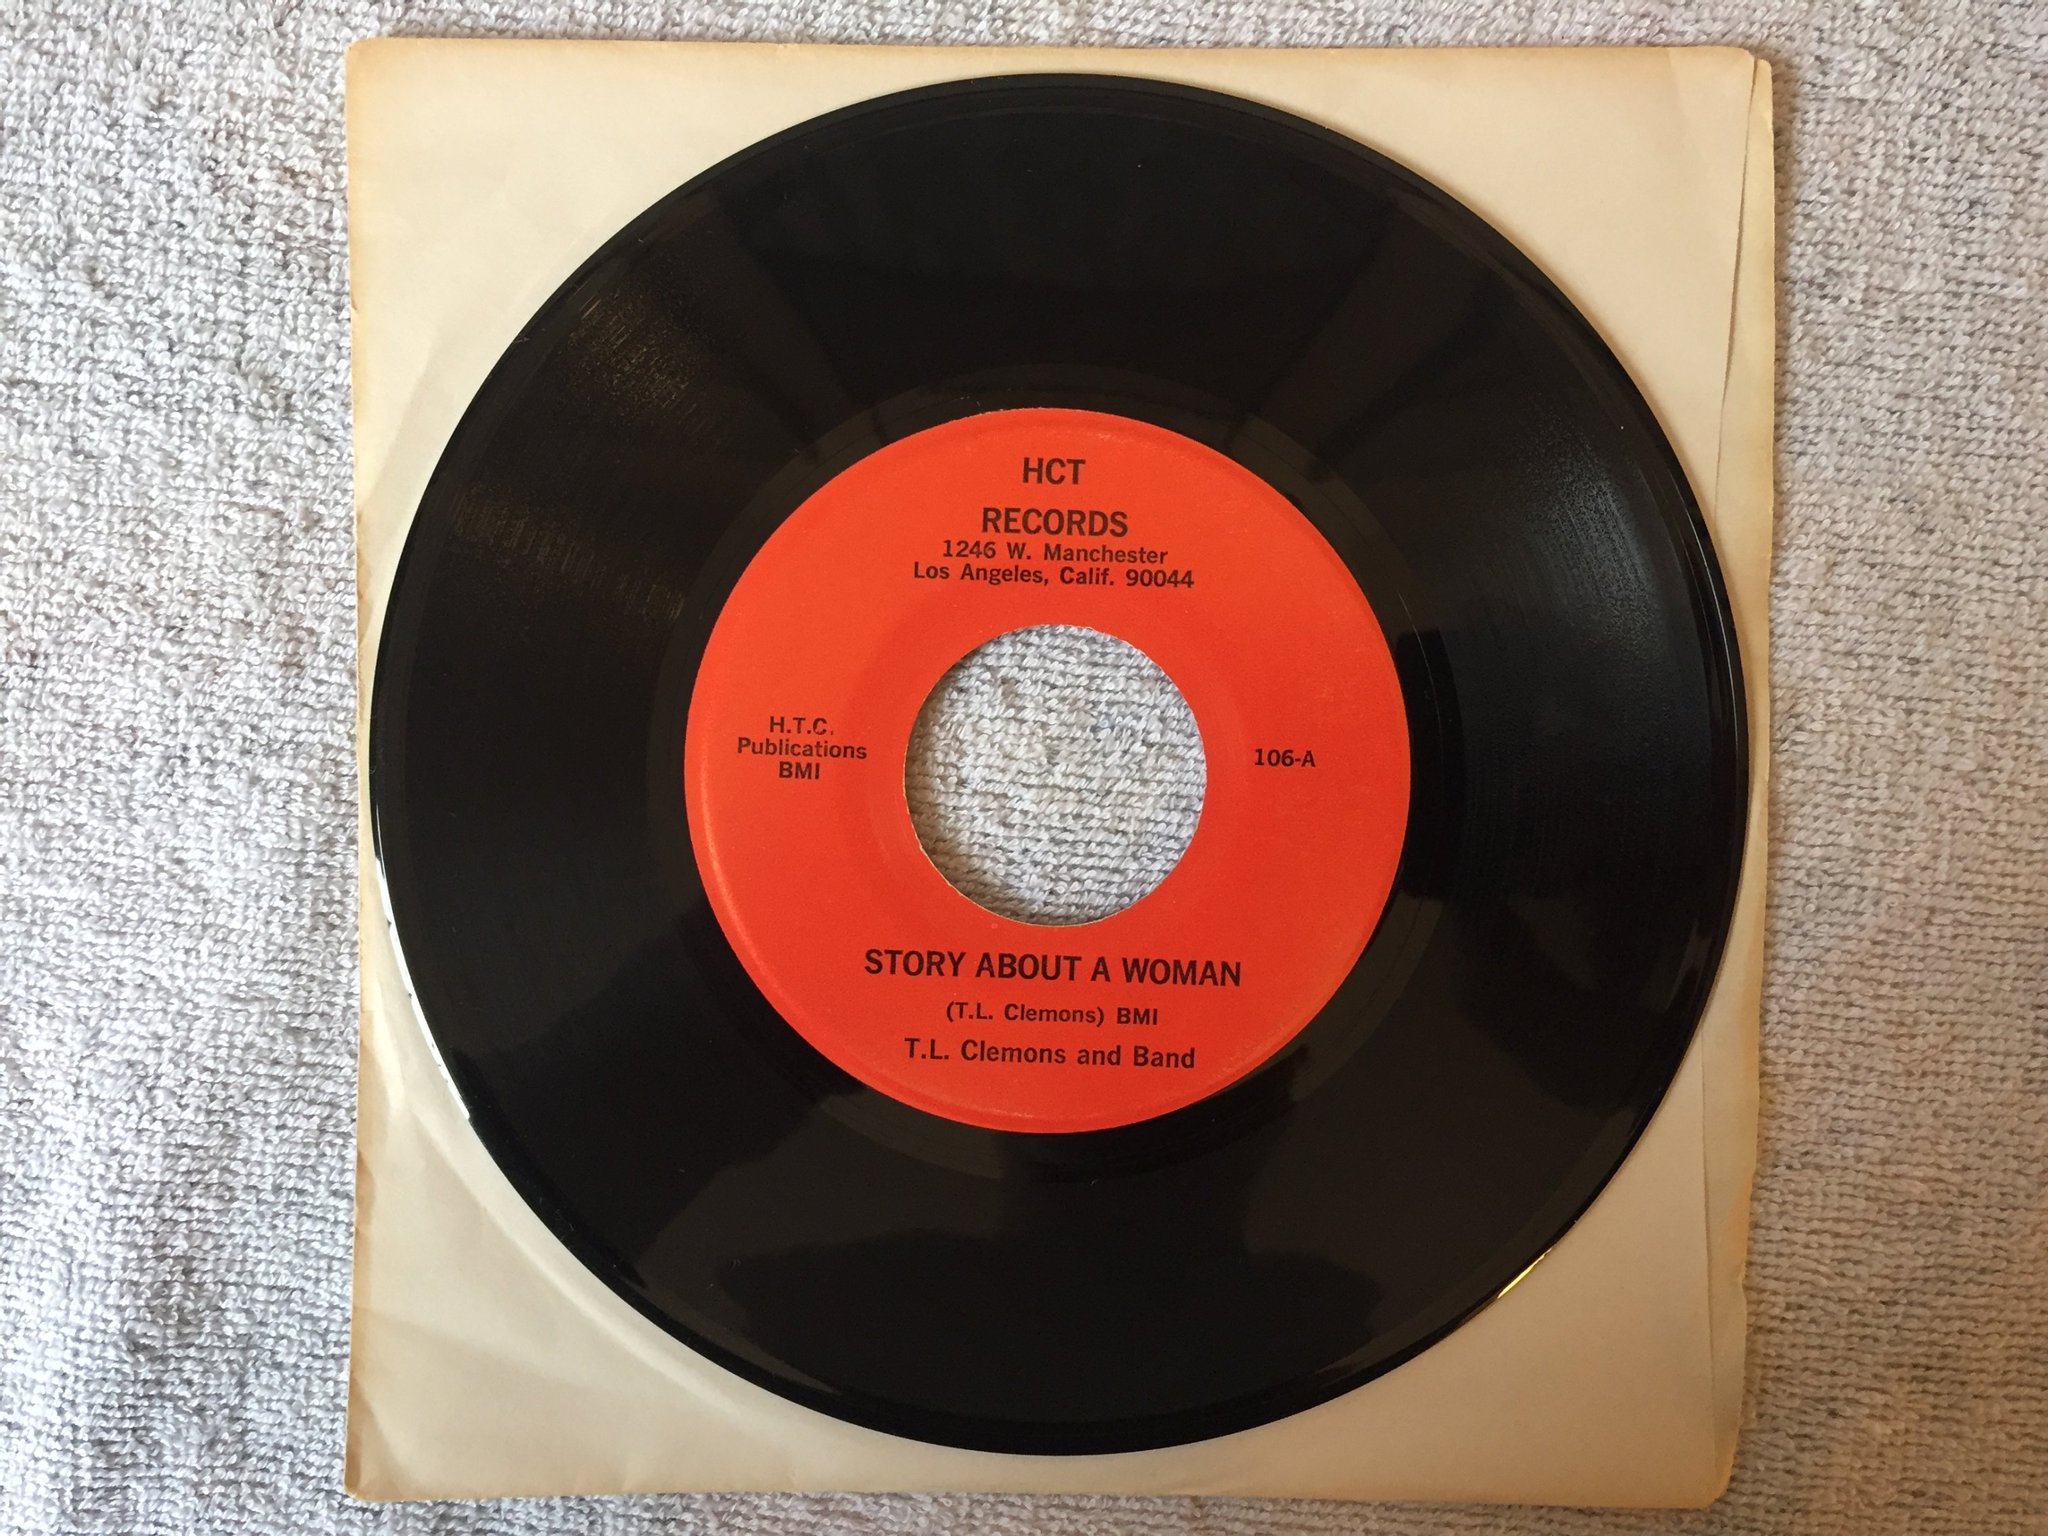 HCT
RECORDS
1246 W. Manchester
Los Angeles, Calif. 90044
H.T.C.
Publications
BMI
106-A
STORY ABOUT A WOMAN
(T.L. Clemons) BMI
T.L. Clemons and Band